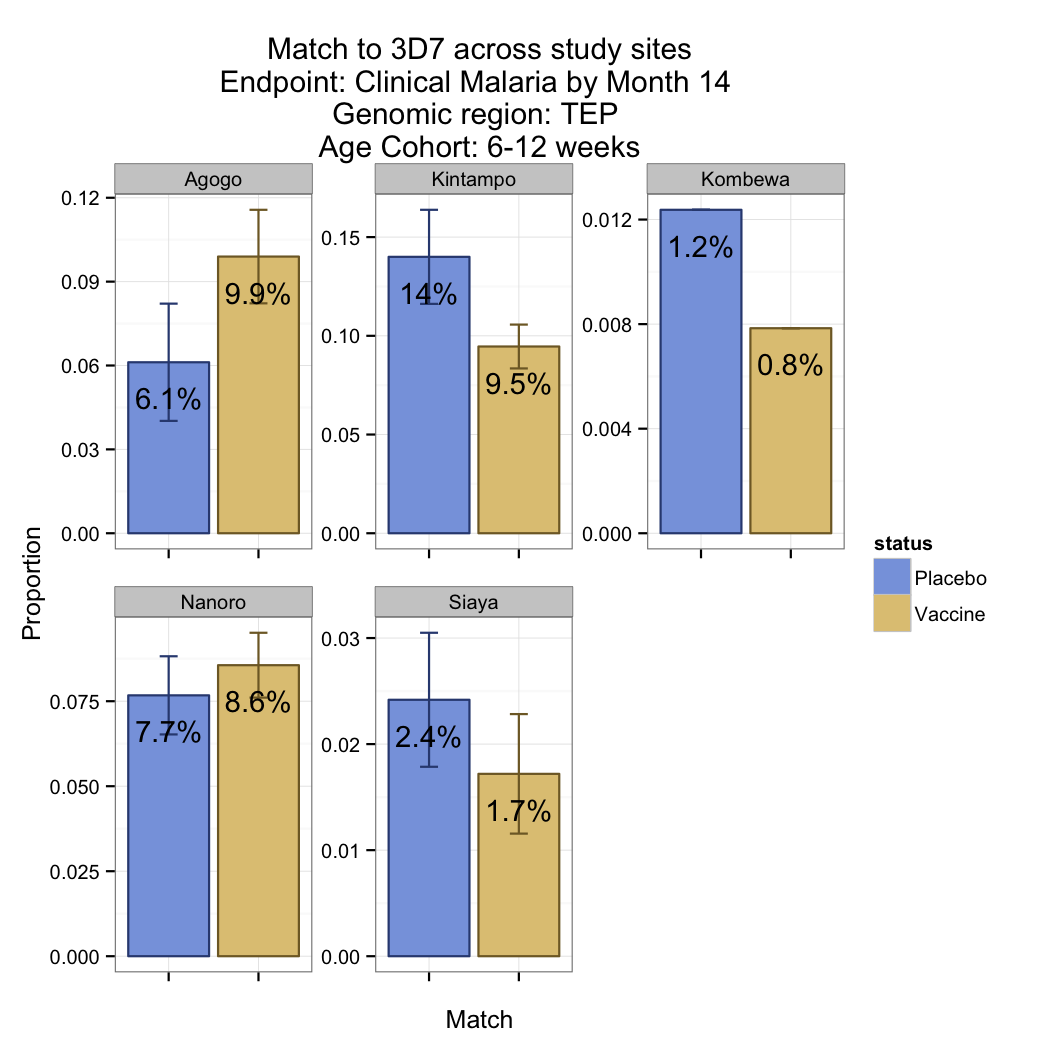 Match to 3D7 across study sites
Endpoint: Clinical Malaria by Month 14
Genomic region: TEP
Age Cohort: 6-12 weeks
Agogo
Kintampo
Kombewa
0.12
0.09
0.06
0.03
0.00
6.1%
9.9%
0.15
0.10
0.05
0.00
14%
9.5%
0.012
0.008
0.004
0.000
1.2%
0.8%
Proportion
Nanoro
Siaya
0.075
0.050
0.025
0.000
7.7%
8.6%
0.03
0.02
0.01
0.00
2.4%
1.7%
status
Placebo
Vaccine
Match